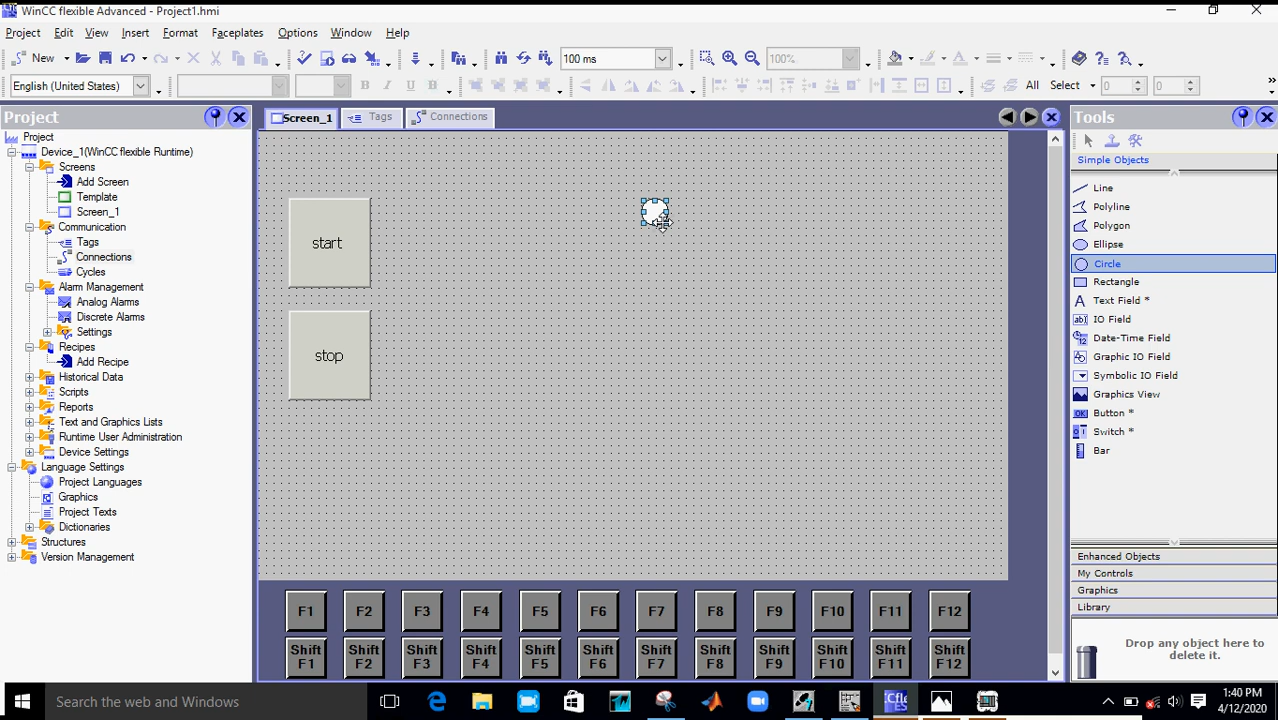 WinCC flexible Advanced - Project1.hmi
Project Edit View Insert Format Faceplates Options Window Help
New 100 ms 100%
English (United States) B I U All Select 0 0
Project
Screen_1 Tags Connections
Tools
Project
Device_1(WinCC flexible Runtime)
Screens
Add Screen
Template
Screen_1
Communication
Tags
Connections
Cycles
Alarm Management
Analog Alarms
Discrete Alarms
Settings
Recipes
Add Recipe
Historical Data
Scripts
Reports
Text and Graphics Lists
Runtime User Administration
Device Settings
Language Settings
Project Languages
Graphics
Project Texts
Dictionaries
Structures
Version Management
start
stop
Simple Objects
Line
Polyline
Polygon
Ellipse
Circle
Rectangle
Text Field *
IO Field
Date-Time Field
Graphic IO Field
Symbolic IO Field
Graphics View
Button *
Switch *
Bar
Enhanced Objects
My Controls
Graphics
Library
Drop any object here to
delete it.
F1 F2 F3 F4 F5 F6 F7 F8 F9 F10 F11 F12
Shift Shift Shift Shift Shift Shift Shift Shift Shift Shift Shift Shift
F1 F2 F3 F4 F5 F6 F7 F8 F9 F10 F11 F12
Search the web and Windows
1:40 PM
4/12/2020